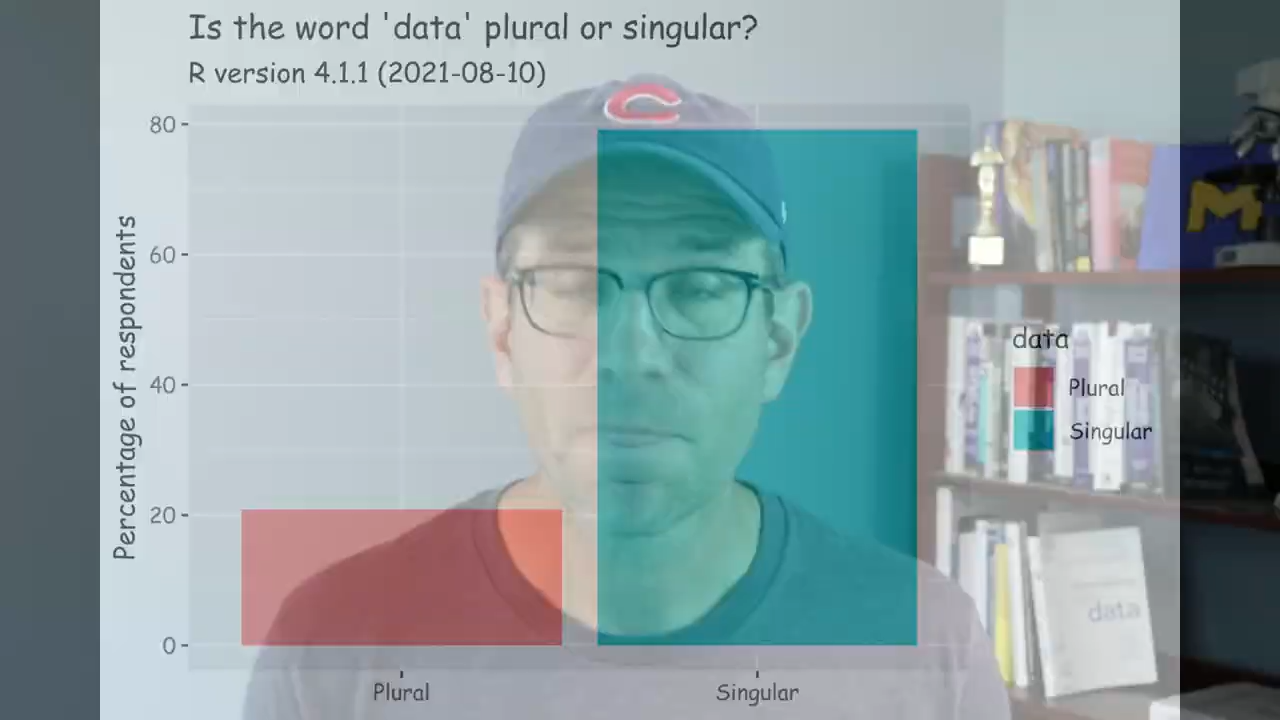 Is the word 'data' plural or singular?
R version 4.1.1 (2021-08-10)
80
60
40
20
0
Percentage of respondents
Plural
Singular
data
Plural
Singular
data
C
M